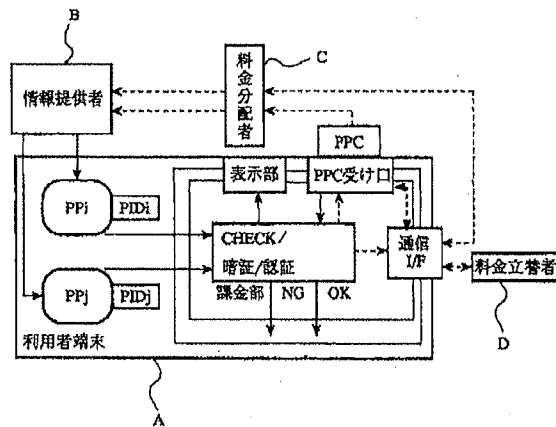 B
C
情報提供者
料金分配者
PPC
表示部
PPC受け口
PPi
PIDi
CHECK/
暗証/認証
通信
I/F
料金立替者
PPj
PIDj
課金部
NG
OK
利用者端末
D
A